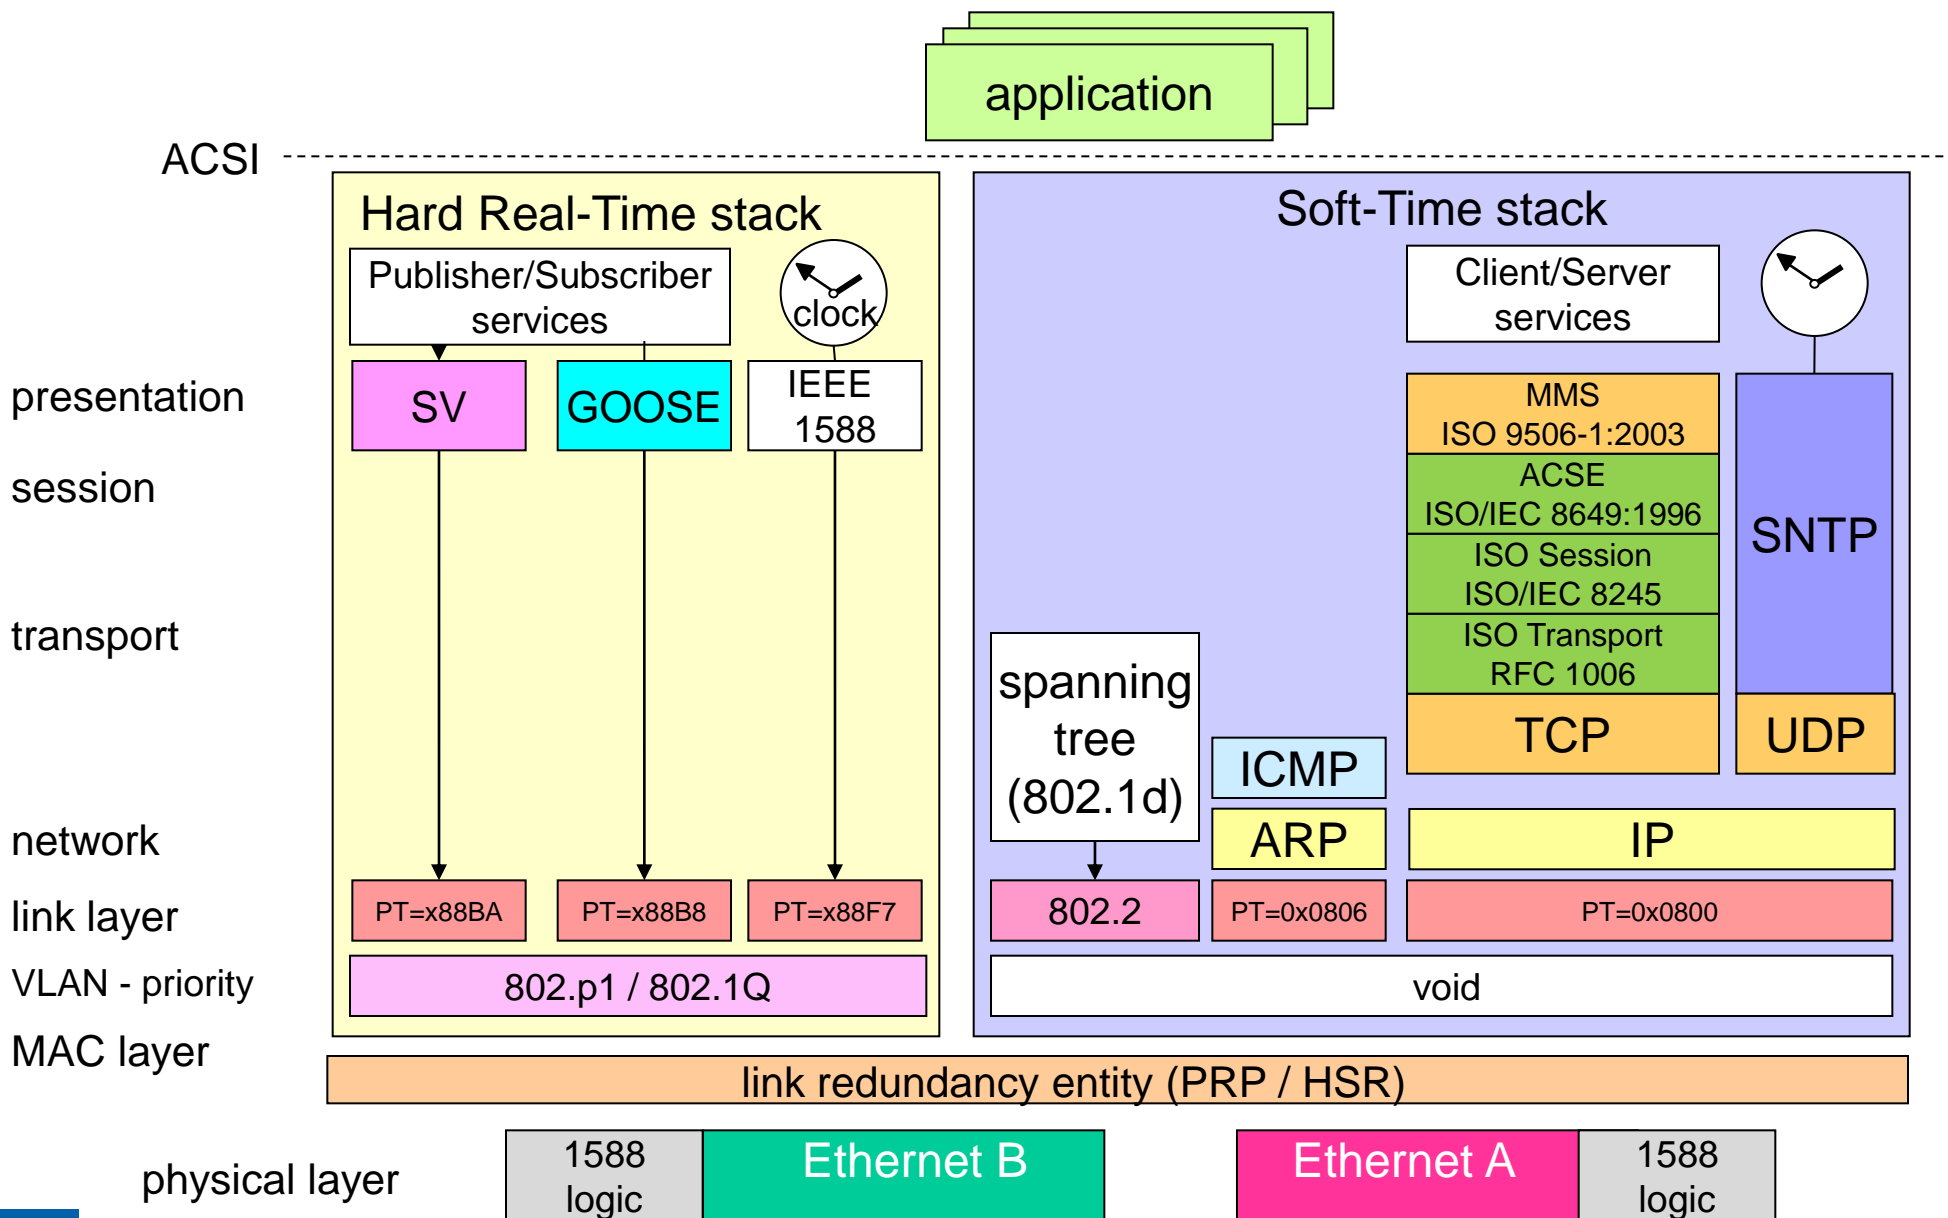 application
ACSI
Hard Real-Time stack
Soft-Time stack
Publisher/Subscriber
services
clock
Client/Server
services
presentation
SV
GOOSE
IEEE
1588
MMS
ISO 9506-1:2003
session
ACSE
ISO/IEC 8649:1996
SNTP
ISO Session
ISO/IEC 8245
transport
ISO Transport
RFC 1006
spanning
tree
(802.1d)
ICMP
TCP
UDP
network
ARP
IP
link layer
PT=x88BA
PT=x88B8
PT=x88F7
802.2
PT=0x0806
PT=0x0800
VLAN - priority
802.p1 / 802.1Q
void
MAC layer
link redundancy entity (PRP / HSR)
physical layer
1588
logic
Ethernet B
Ethernet A
1588
logic